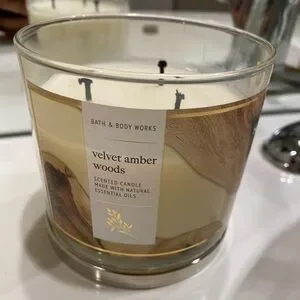 BATH & BODY WORKS
velvet amber
woods
SCENTED CANDLE
MADE WITH NATURAL
ESSENTIAL OILS